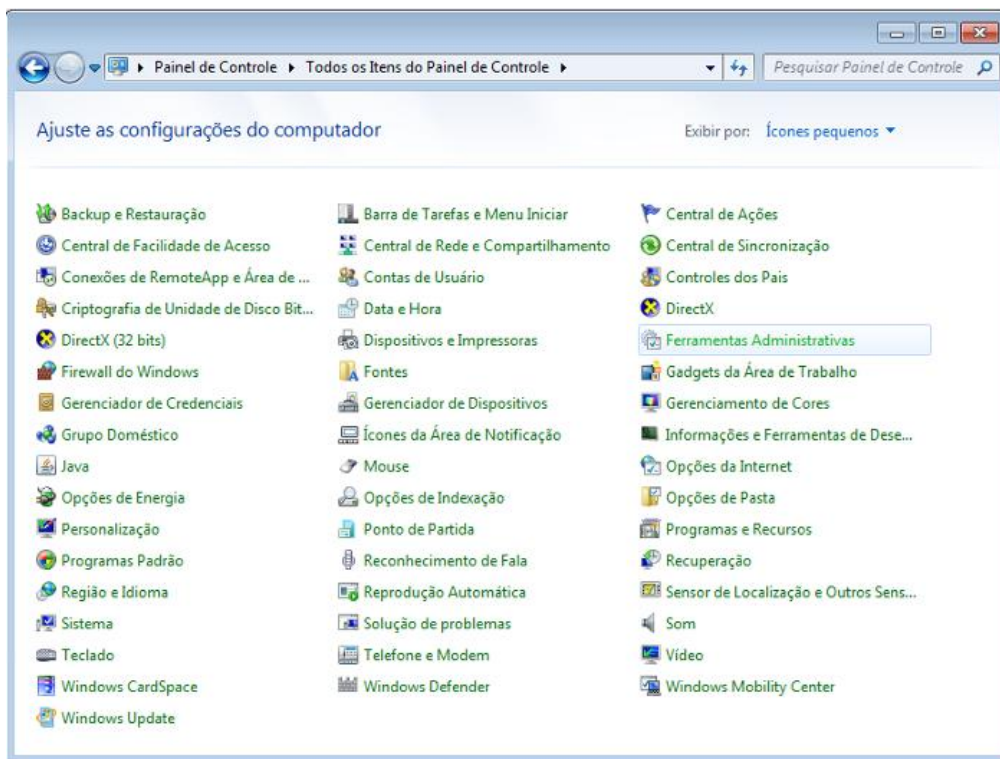 Painel de Controle Todos os Itens do Painel de Controle Pesquisar Painel de Controle
Ajuste as configurações do computador Exibir por: Ícones pequenos
Backup e Restauração Barra de Tarefas e Menu Iniciar Central de Ações
Central de Facilidade de Acesso Central de Rede e Compartilhamento Central de Sincronização
Conexões de RemoteApp e Área de ... Contas de Usuário Controles dos Pais
Criptografia de Unidade de Disco Bit... Data e Hora DirectX
DirectX (32 bits) Dispositivos e Impressoras Ferramentas Administrativas
Firewall do Windows Fontes Gadgets da Área de Trabalho
Gerenciador de Credenciais Gerenciador de Dispositivos Gerenciamento de Cores
Grupo Doméstico Ícones da Área de Notificação Informações e Ferramentas de Dese...
Java Mouse Opções da Internet
Opções de Energia Opções de Indexação Opções de Pasta
Personalização Ponto de Partida Programas e Recursos
Programas Padrão Reconhecimento de Fala Recuperação
Região e Idioma Reprodução Automática Sensor de Localização e Outros Sens...
Sistema Solução de problemas Som
Teclado Telefone e Modem Vídeo
Windows CardSpace Windows Defender Windows Mobility Center
Windows Update